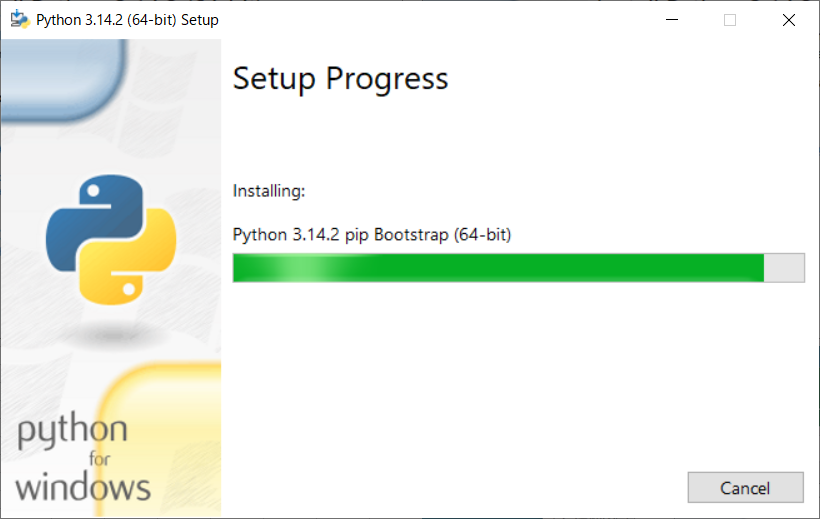 Python 3.14.2 (64-bit) Setup
Setup Progress
Installing:
Python 3.14.2 pip Bootstrap (64-bit)
python
for
windows
Cancel